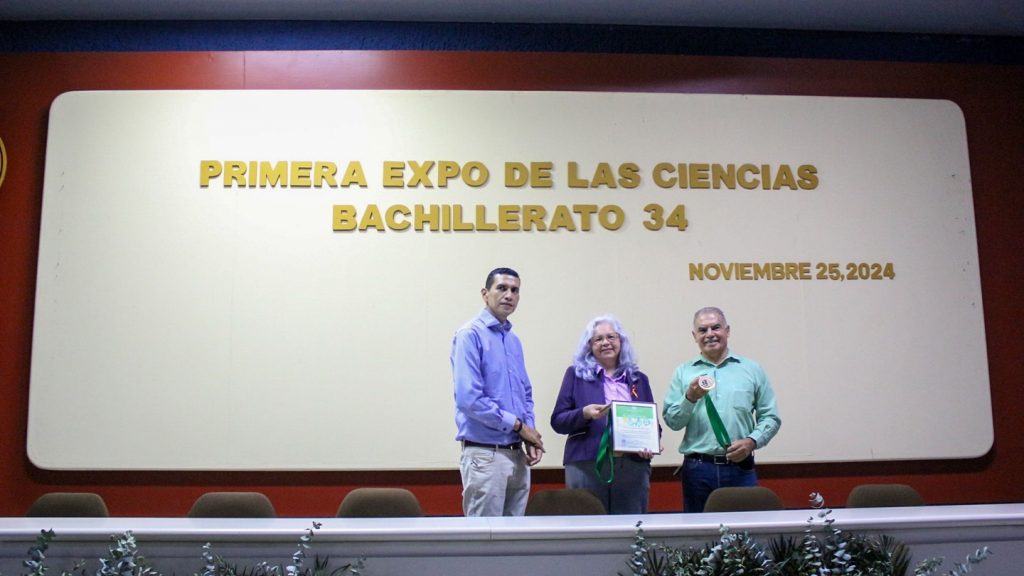 PRIMERA EXPO DE LAS CIENCIAS
BACHILLERATO 34
NOVIEMBRE 25,2024